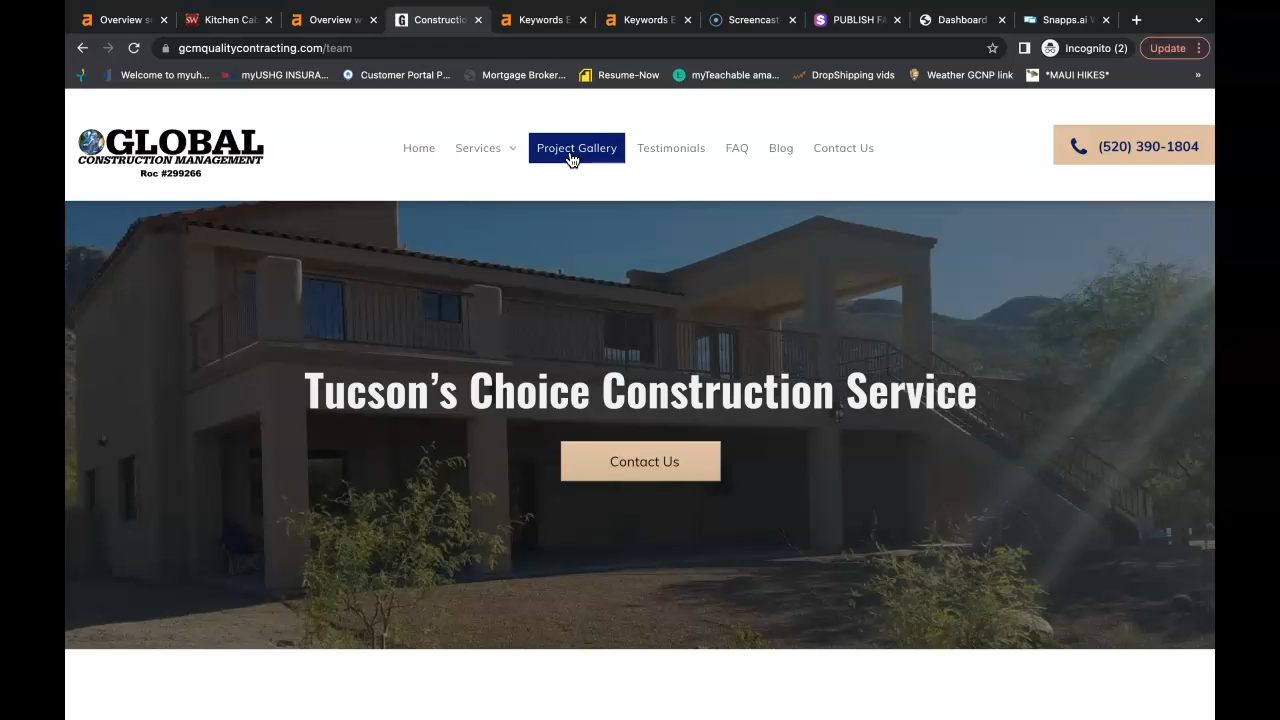 Overview s
Kitchen Cab
Overview w
Constructio
Keywords E
Keywords E
Screencast
PUBLISH FA
Dashboard
Snapps.ai W
gcmqualitycontracting.com/team
Incognito (2)
Update
Welcome to myuh...
myUSHG INSURA...
Customer Portal P...
Mortgage Broker...
Resume-Now
myTeachable ama...
DropShipping vids
Weather GCNP link
*MAUI HIKES*
»
GLOBAL
CONSTRUCTION MANAGEMENT
Roc #299266
Home
Services
Project Gallery
Testimonials
FAQ
Blog
Contact Us
(520) 390-1804
Tucson’s Choice Construction Service
Contact Us